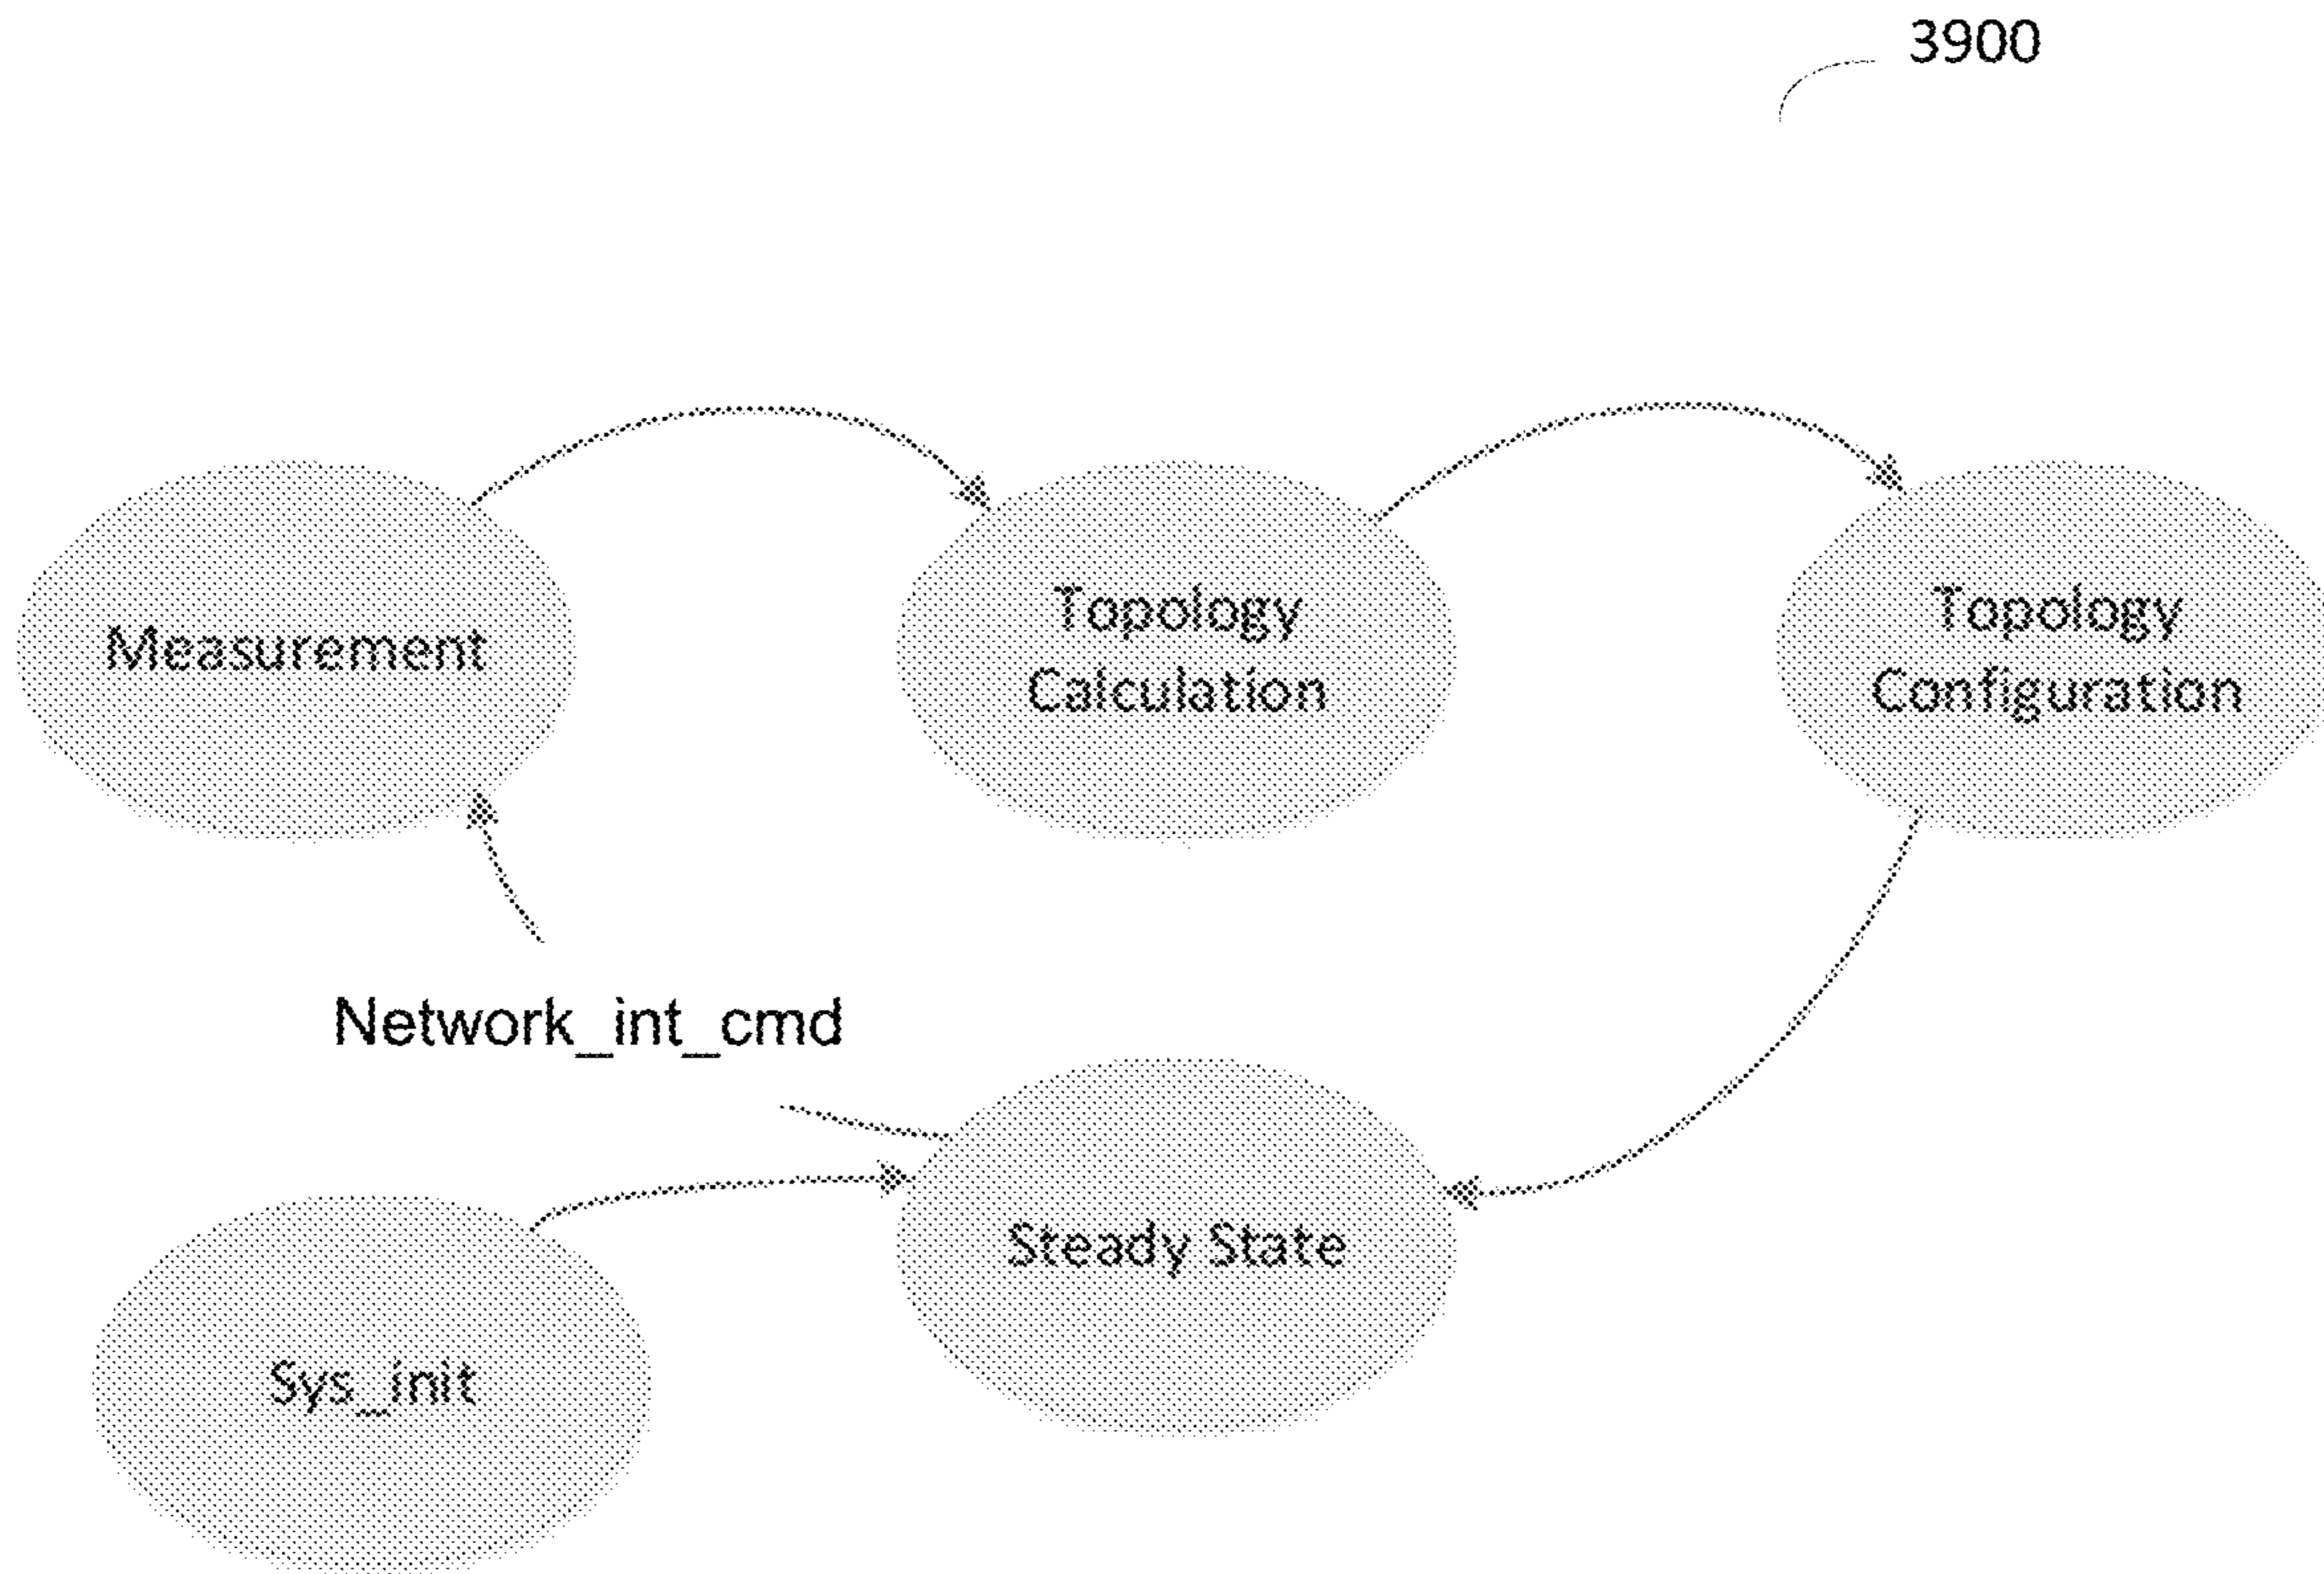 3900
Measurement
Topology
Calculation
Topology
Configuration
Network_int_cmd
Steady State
Sys_init